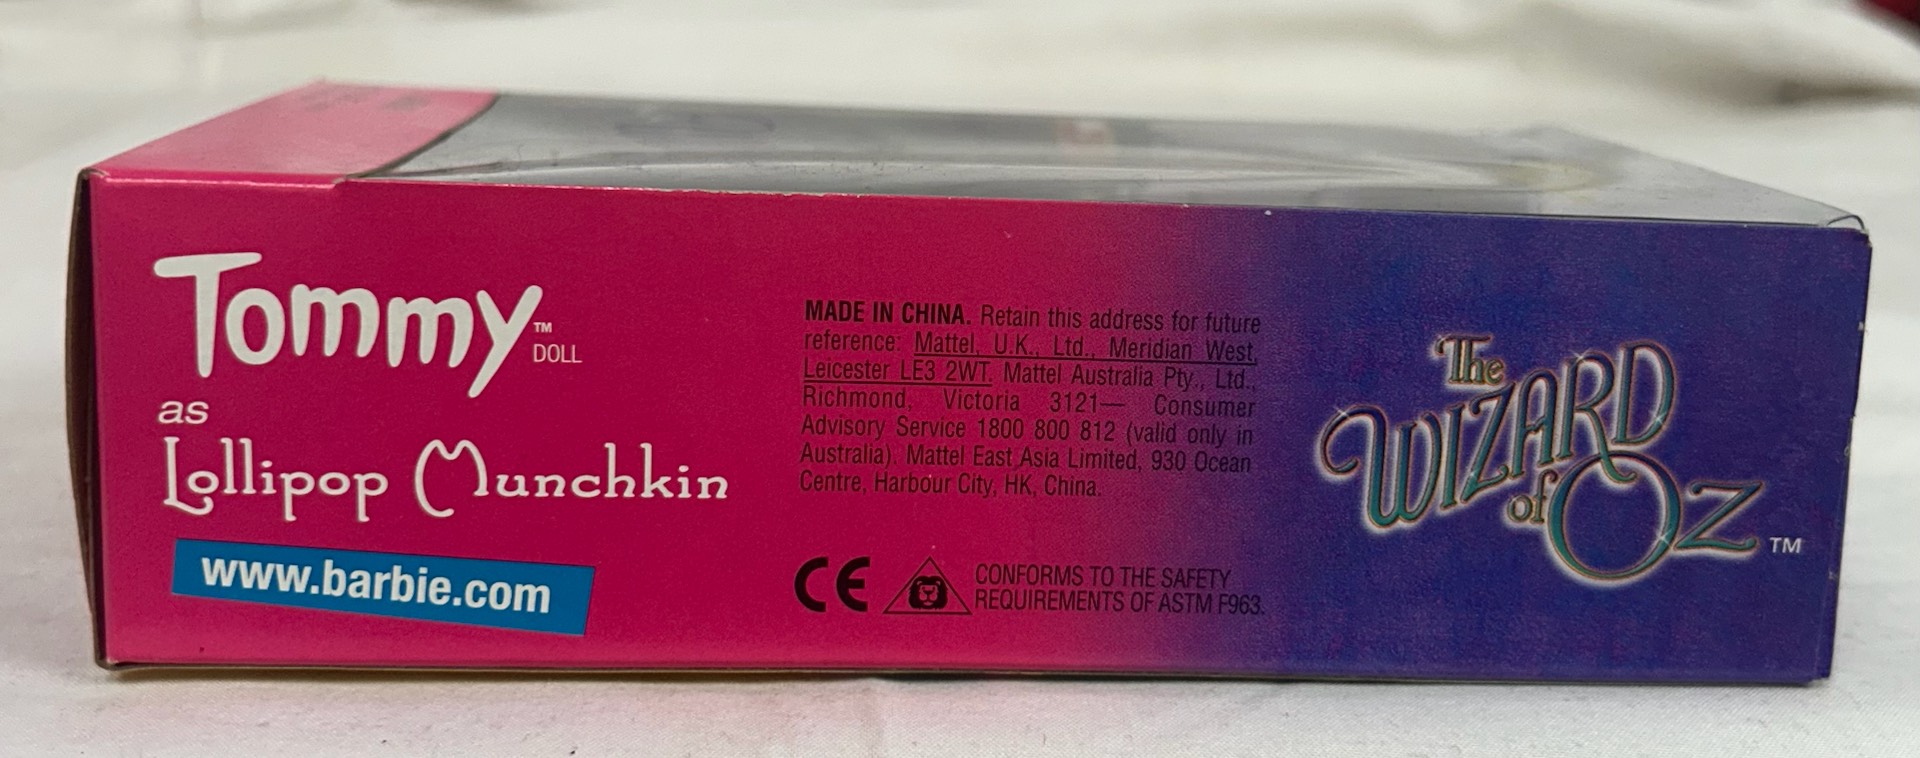 Tommy™
DOLL
as
Lollipop Munchkin
www.barbie.com
MADE IN CHINA. Retain this address for future
reference: Mattel, U.K., Ltd., Meridian West,
Leicester LE3 2WT. Mattel Australia Pty., Ltd.,
Richmond, Victoria 3121— Consumer
Advisory Service 1800 800 812 (valid only in
Australia). Mattel East Asia Limited, 930 Ocean
Centre, Harbour City, HK, China.
CE
CONFORMS TO THE SAFETY
REQUIREMENTS OF ASTM F963.
The
WIZARD
of OZ™